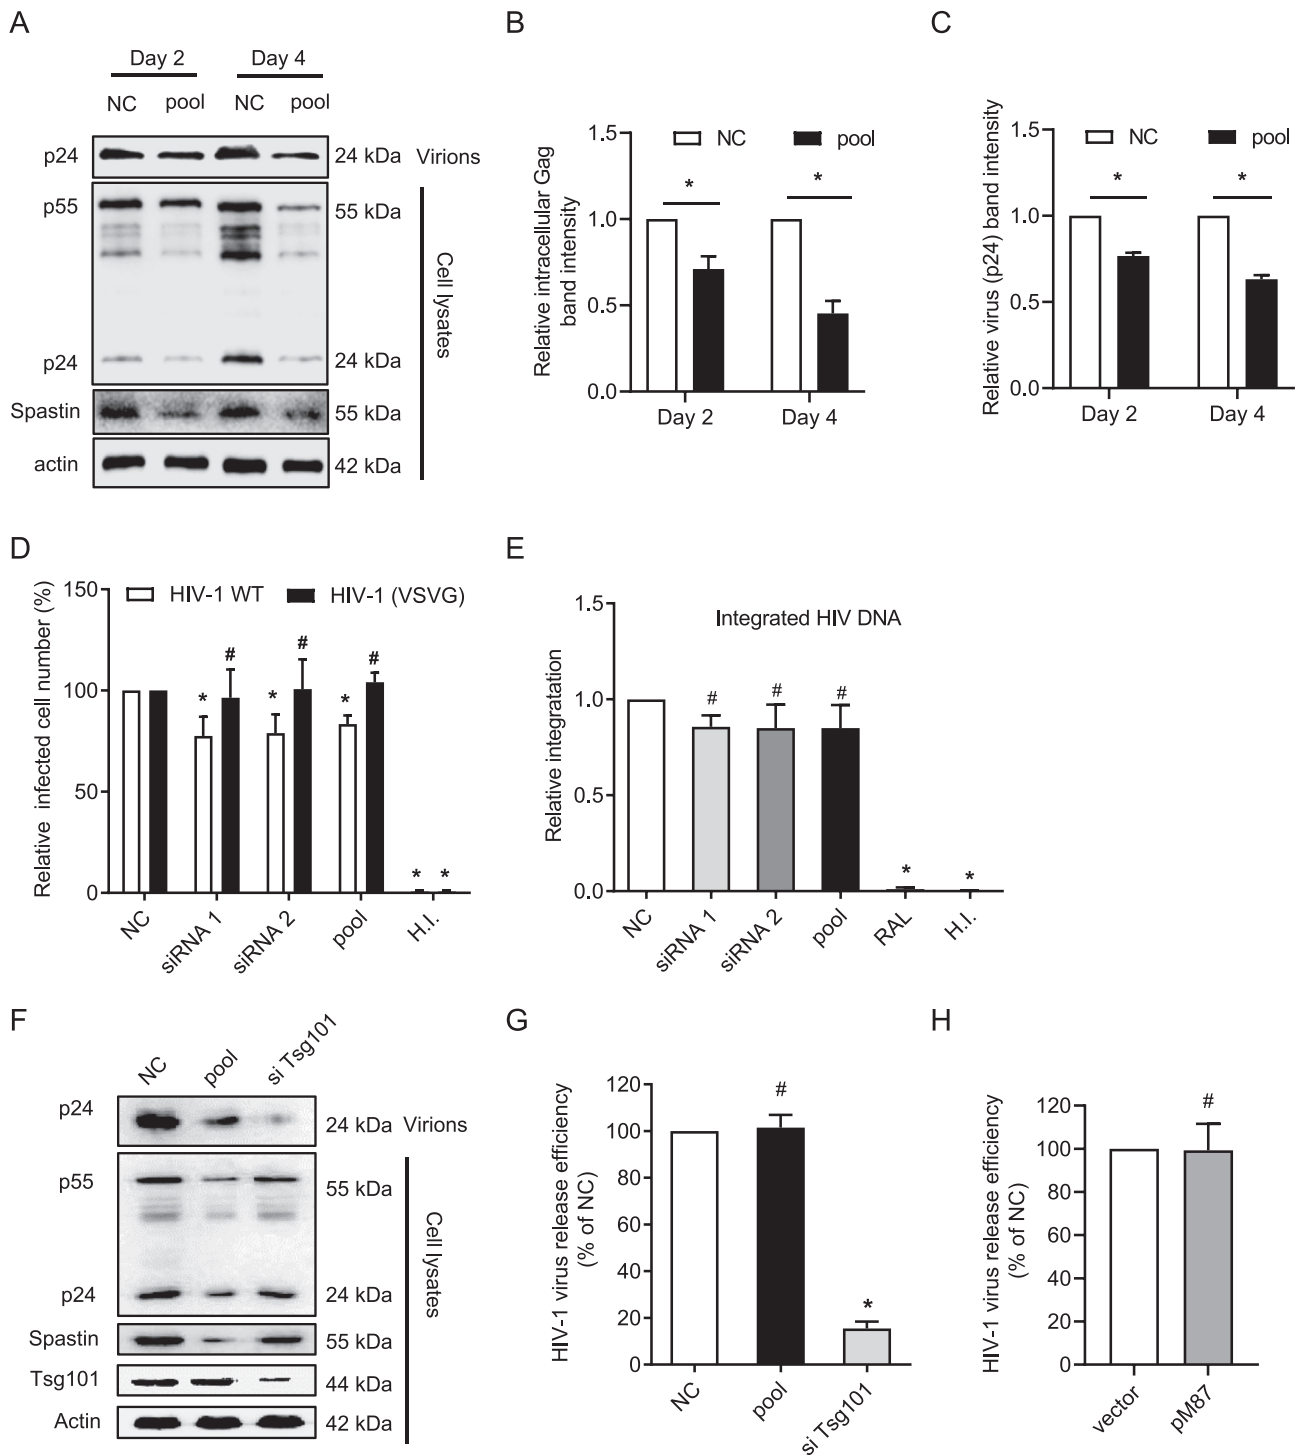 A
Day 2 Day 4
NC pool NC pool
p24 24 kDa Virions
p55 55 kDa
p24 24 kDa
Spastin 55 kDa
actin 42 kDa
Cell lysates
B
NC pool
Relative intracellular Gag
band intensity
1.5
*
*
1.0
0.5
0.0
Day 2 Day 4
C
NC pool
Relative virus (p24) band intensity
1.5
* *
1.0
0.5
0.0
Day 2 Day 4
D
Relative infected cell number (%)
150
HIV-1 WT HIV-1 (VSVG)
100
50
0
* # * # * # * *
NC siRNA 1 siRNA 2 pool H.I.
E
Integrated HIV DNA
Relative integratation
1.5
1.0
0.5
0.0
# # # * *
NC siRNA 1 siRNA 2 pool RAL H.I.
F
NC pool si Tsg101
p24 24 kDa Virions
p55 55 kDa
p24 24 kDa
Spastin 55 kDa
Tsg101 44 kDa
Actin 42 kDa
Cell lysates
G
HIV-1 virus release efficiency
(% of NC)
120
100
80
60
40
20
0
# *
NC pool si Tsg101
H
HIV-1 virus release efficiency
(% of NC)
120
100
80
60
40
20
0
#
vector pM87